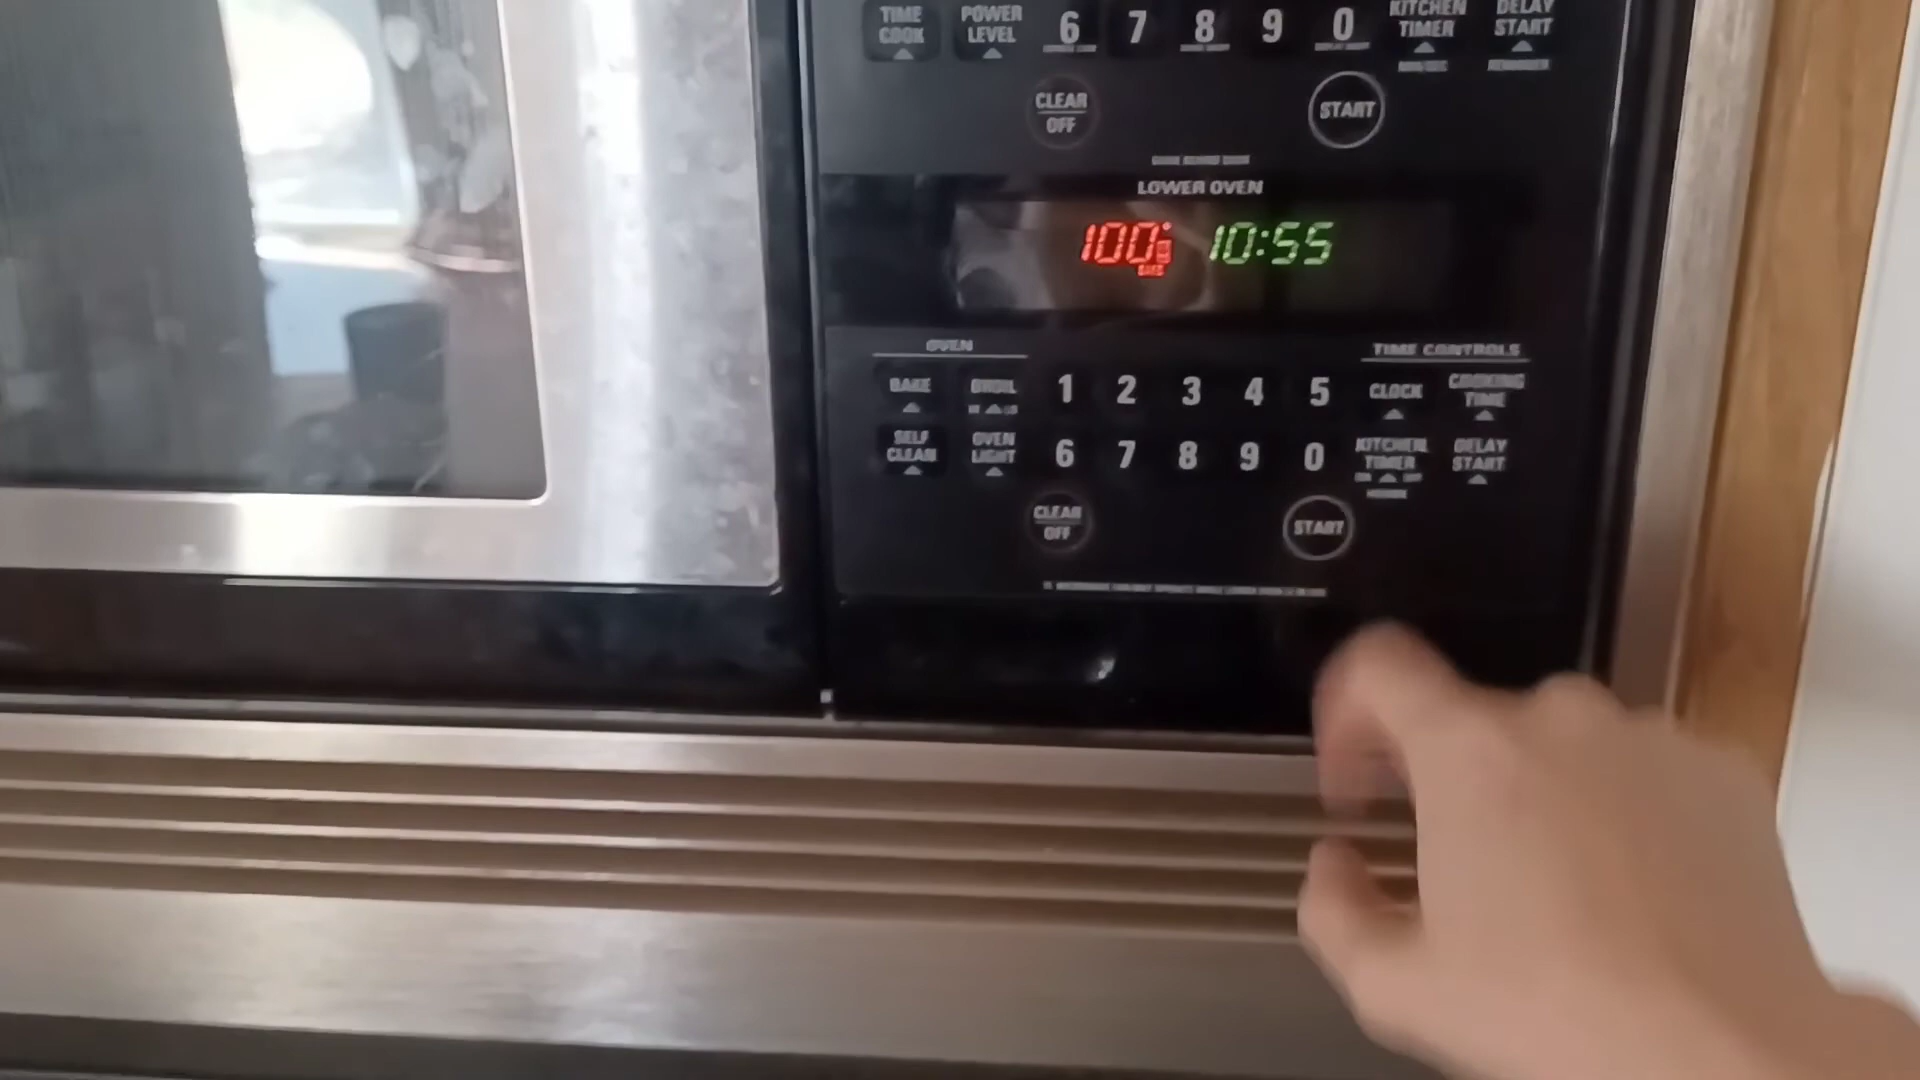 TIME COOK
POWER LEVEL
6 7 8 9 0
KITCHEN TIMER
DELAY START
CLEAR OFF
START
LOWER OVEN
100° 10:55
OVEN
TIME CONTROLS
BAKE
BROIL
1 2 3 4 5
CLOCK
COOKING TIME
SELF CLEAN
OVEN LIGHT
6 7 8 9 0
KITCHEN TIMER
DELAY START
CLEAR OFF
START